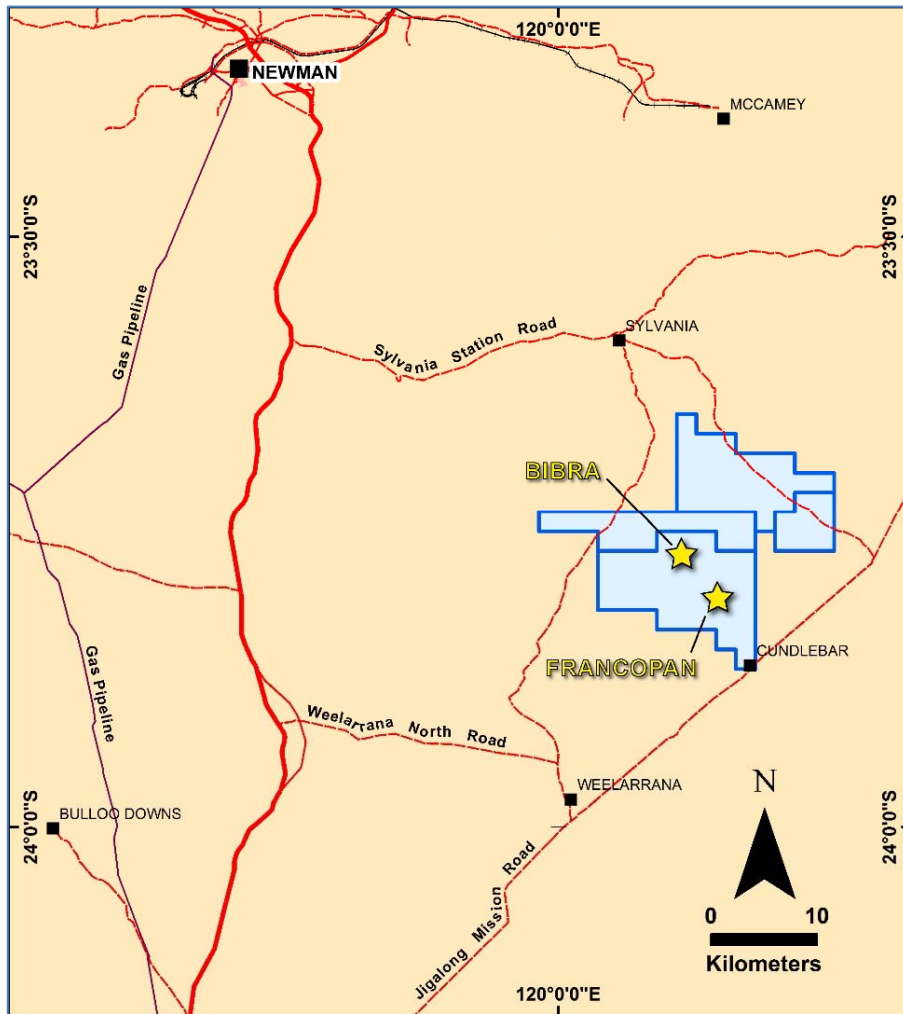 120°0'0"E
NEWMAN
MCCAMEY
23°30'0"S
23°30'0"S
Gas Pipeline
SYLVANIA
Sylvania Station Road
BIBRA
FRANCOPAN
CUNDLEBAR
Gas Pipeline
Weelarrana North Road
WEELARRANA
BULLOO DOWNS
24°0'0"S
24°0'0"S
Jigalong Mission Road
N
0 10
Kilometers
120°0'0"E